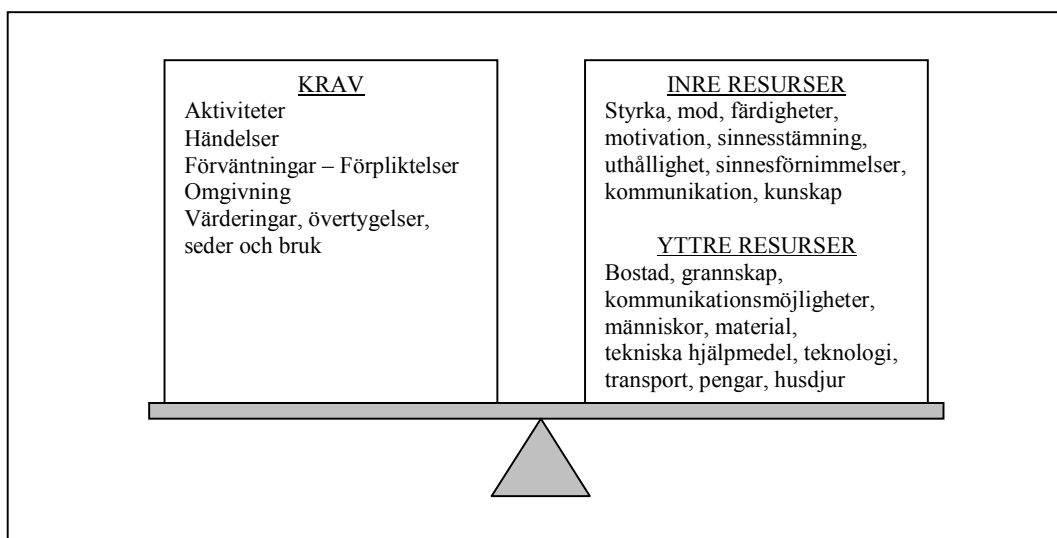 KRAV
Aktiviteter
Händelser
Förväntningar – Förpliktelser
Omgivning
Värderingar, övertygelser,
seder och bruk
INRE RESURSER
Styrka, mod, färdigheter,
motivation, sinnesstämning,
uthållighet, sinnesförnimmelser,
kommunikation, kunskap
YTTRE RESURSER
Bostad, grannskap,
kommunikationsmöjligheter,
människor, material,
tekniska hjälpmedel, teknologi,
transport, pengar, husdjur